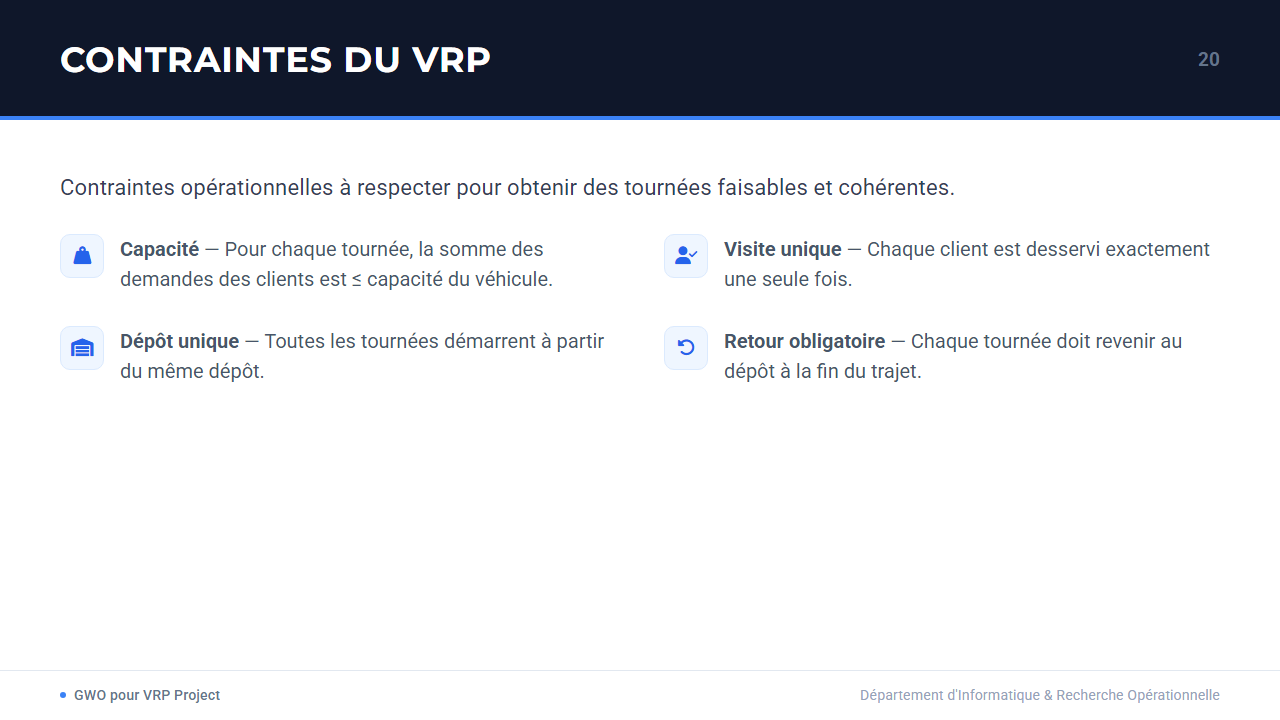 CONTRAINTES DU VRP
20
Contraintes opérationnelles à respecter pour obtenir des tournées faisables et cohérentes.
Capacité — Pour chaque tournée, la somme des
demandes des clients est ≤ capacité du véhicule.
Visite unique — Chaque client est desservi exactement
une seule fois.
Dépôt unique — Toutes les tournées démarrent à partir
du même dépôt.
Retour obligatoire — Chaque tournée doit revenir au
dépôt à la fin du trajet.
GWO pour VRP Project
Département d'Informatique & Recherche Opérationnelle